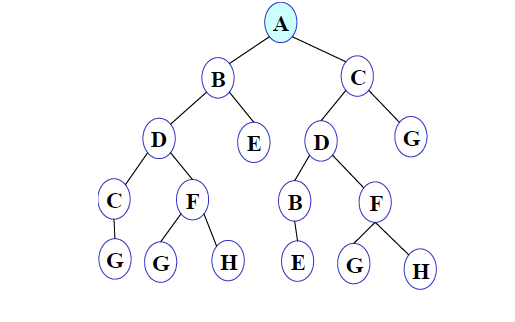 A
B C
D E D G
C F B F
G G H E G H